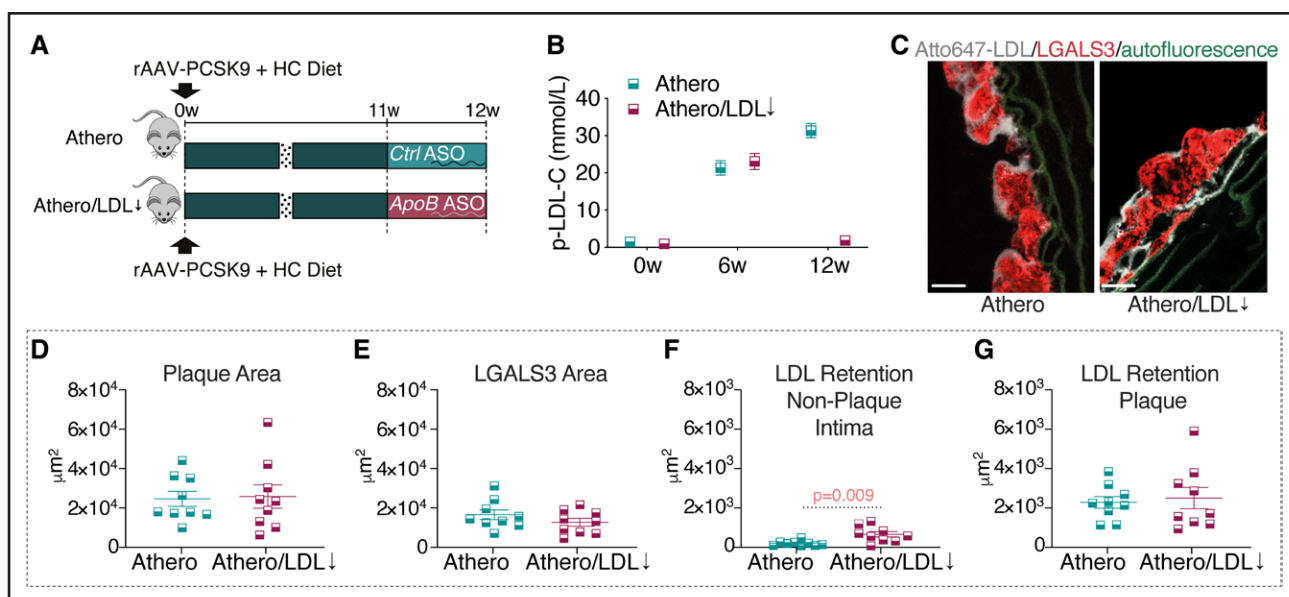 A
rAAV-PCSK9 + HC Diet
0w 11w 12w
Athero
Ctrl ASO
Athero/LDL↓
ApoB ASO
rAAV-PCSK9 + HC Diet
B
Athero
Athero/LDL↓
p-LDL-C (mmol/L)
40
30
20
10
0
0w 6w 12w
C
Atto647-LDL/LGALS3/autofluorescence
Athero Athero/LDL↓
D
Plaque Area
μm²
8×10⁴
6×10⁴
4×10⁴
2×10⁴
0
Athero Athero/LDL↓
E
LGALS3 Area
μm²
8×10⁴
6×10⁴
4×10⁴
2×10⁴
0
Athero Athero/LDL↓
F
LDL Retention
Non-Plaque
Intima
μm²
8×10³
6×10³
4×10³
2×10³
0
p=0.009
Athero Athero/LDL↓
G
LDL Retention
Plaque
μm²
8×10³
6×10³
4×10³
2×10³
0
Athero Athero/LDL↓